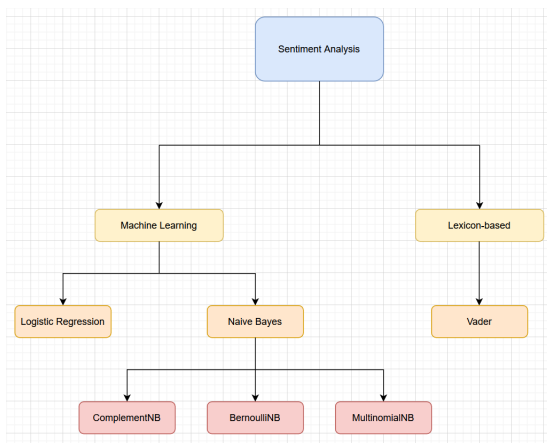 Sentiment Analysis
Machine Learning
Lexicon-based
Logistic Regression
Naive Bayes
Vader
ComplementNB
BernoulliNB
MultinomialNB